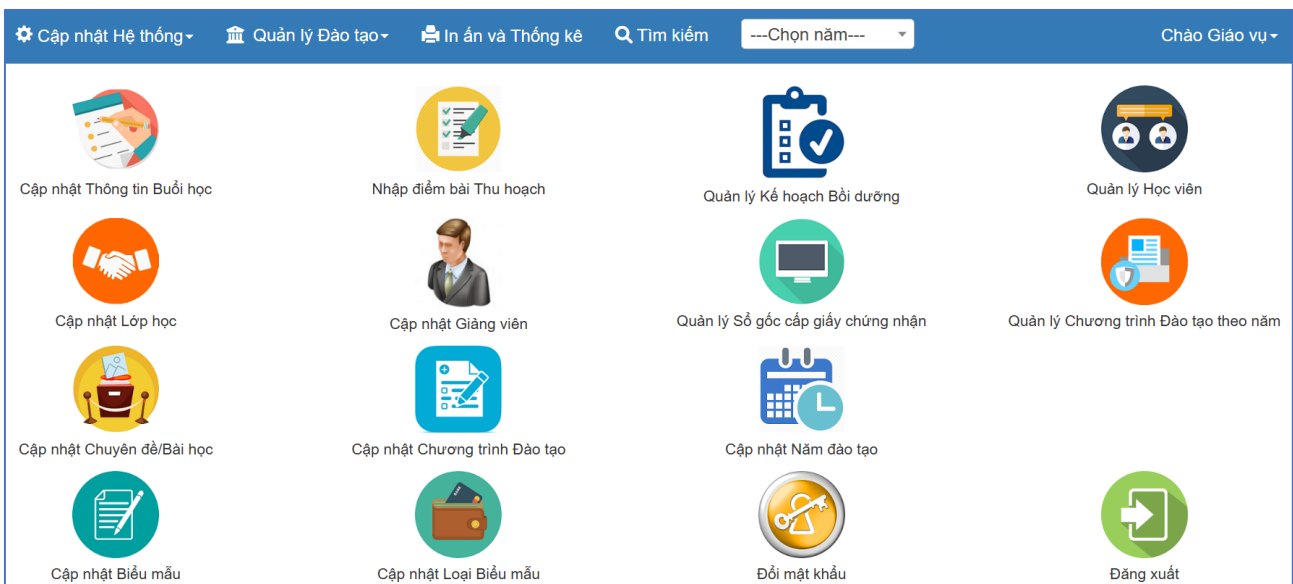 Cập nhật Hệ thống
Quản lý Đào tạo
In ấn và Thống kê
Tìm kiếm
---Chọn năm---
Chào Giáo vụ
Cập nhật Thông tin Buổi học
Nhập điểm bài Thu hoạch
Quản lý Kế hoạch Bồi dưỡng
Quản lý Học viên
Cập nhật Lớp học
Cập nhật Giảng viên
Quản lý Sổ gốc cấp giấy chứng nhận
Quản lý Chương trình Đào tạo theo năm
Cập nhật Chuyên đề/Bài học
Cập nhật Chương trình Đào tạo
Cập nhật Năm đào tạo
Cập nhật Biểu mẫu
Cập nhật Loại Biểu mẫu
Đổi mật khẩu
Đăng xuất